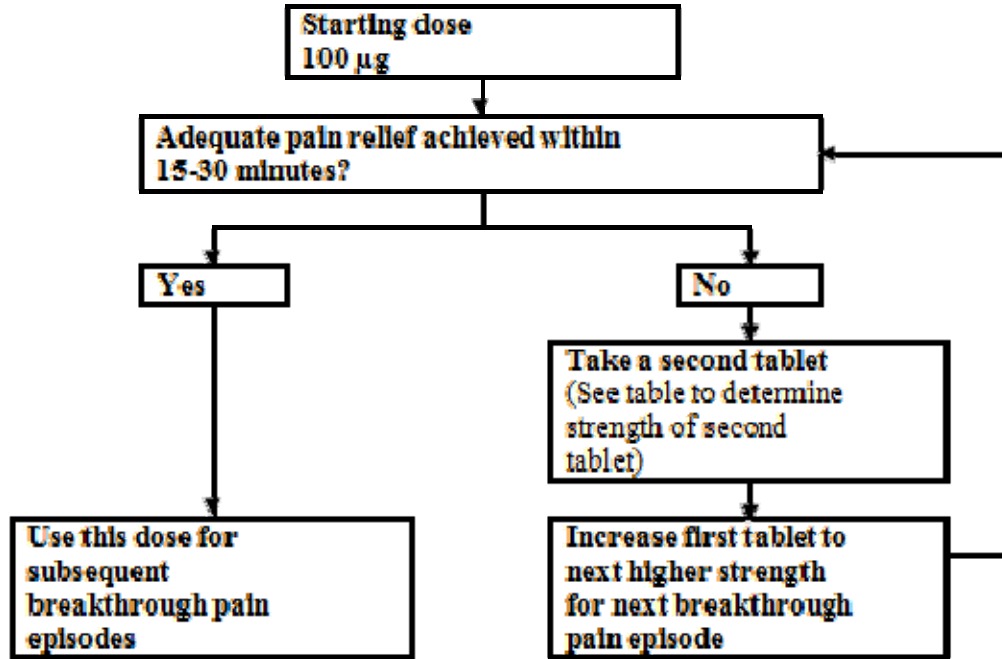 Starting dose
100 µg
Adequate pain relief achieved within
15-30 minutes?
Yes
No
Take a second tablet
(See table to determine
strength of second
tablet)
Use this dose for
subsequent
breakthrough pain
episodes
Increase first tablet to
next higher strength
for next breakthrough
pain episode